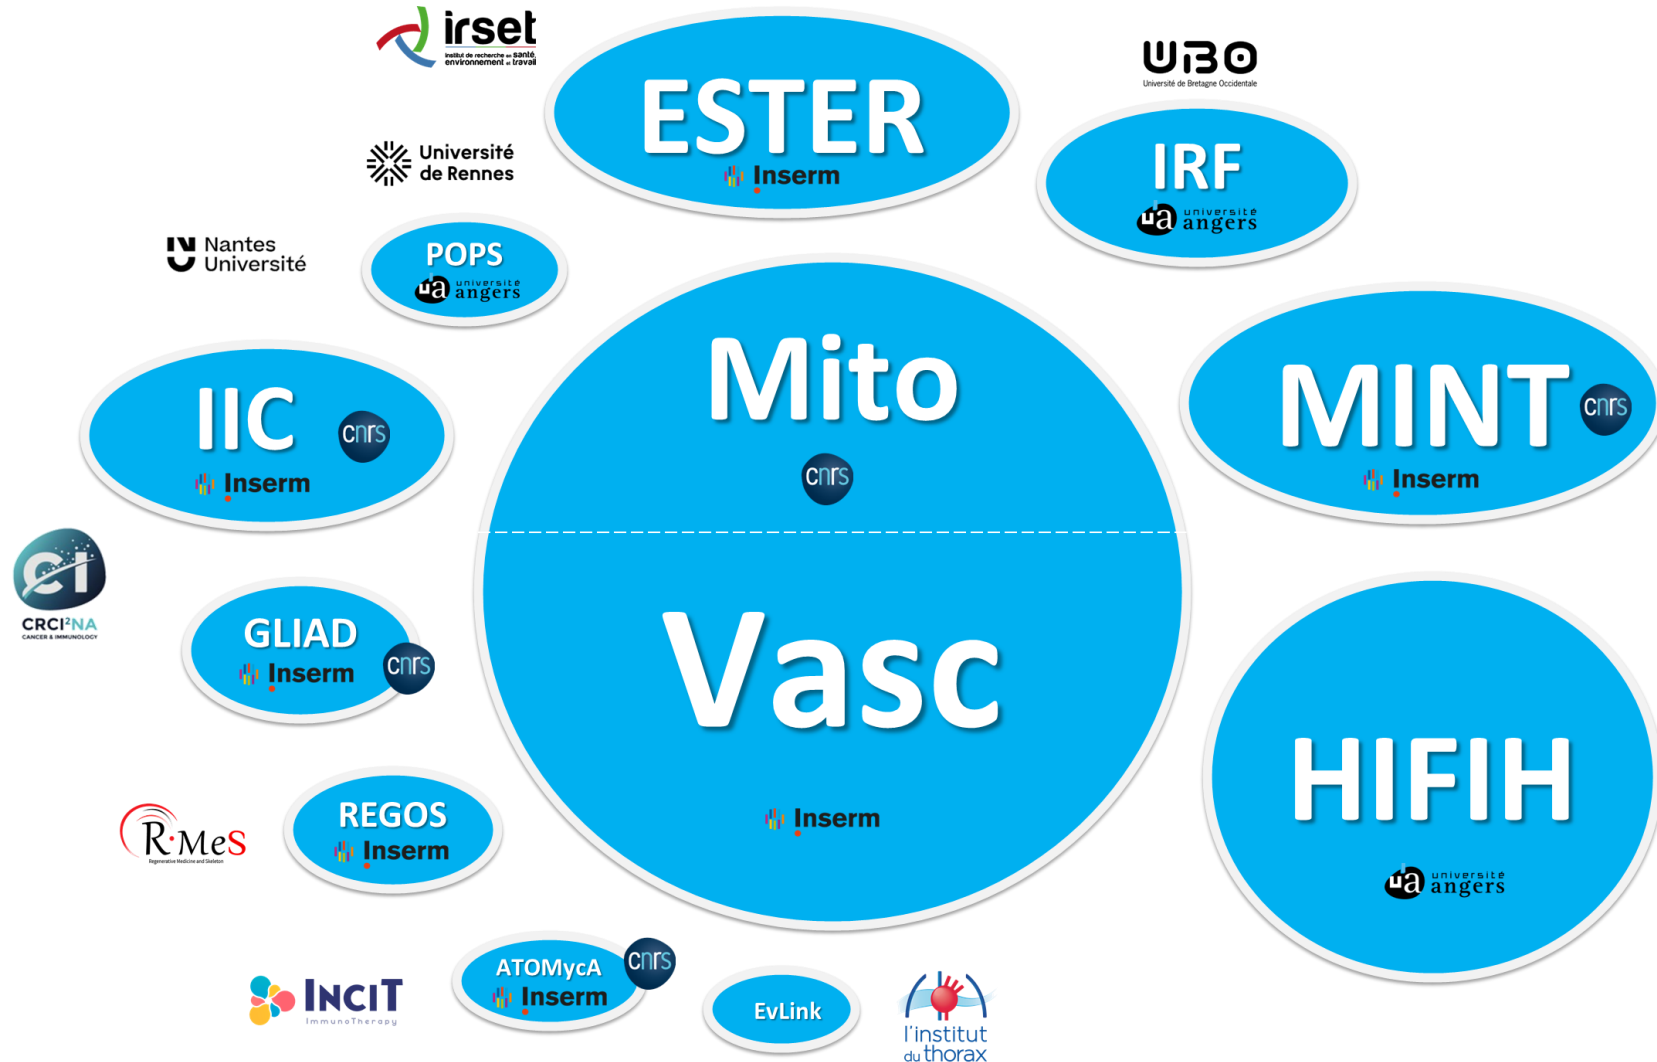 irset
Institut de recherche en santé,
environnement et travail
ESTER
Inserm
UBO
Université de Bretagne Occidentale
IRF
ua université
angers
Université
de Rennes
Nantes
Université
POPS
ua université
angers
Mito
cnrs
Vasc
Inserm
IIC
cnrs
Inserm
MINT
cnrs
Inserm
CI
CRCI²NA
CANCER & IMMUNOLOGY
GLIAD
Inserm
cnrs
HIFIH
ua université
angers
R·MeS
Regenerative Medicine and Skeleton
REGOS
Inserm
INCIT
ImmunoTherapy
ATOMycA
Inserm
cnrs
EvLink
l'institut
du thorax